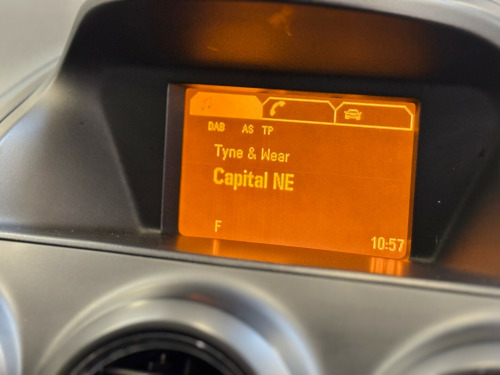 DAB AS TP
Tyne & Wear
Capital NE
F
10:57